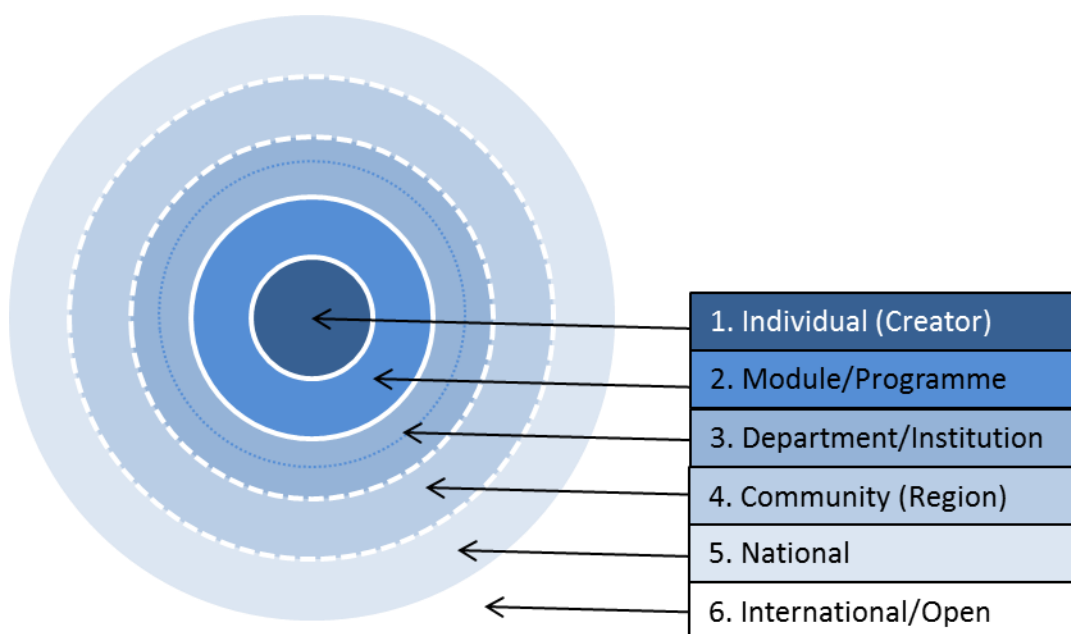 1. Individual (Creator)
2. Module/Programme
3. Department/Institution
4. Community (Region)
5. National
6. International/Open